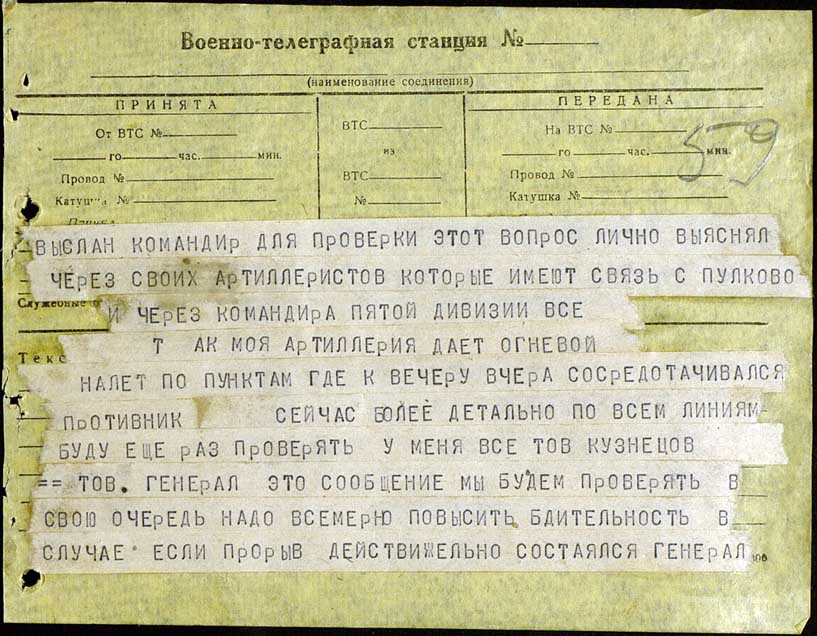 Военно-телеграфная станция №
(наименование соединения)
ПРИНЯТА
ПЕРЕДАНА
От ВТС №
ВТС
На ВТС №
го час. мин.
из
го час. мин.
59
Провод №
ВТС
Провод №
Катушка №
№
Катушка №
ВЫСЛАН КОМАНДИР ДЛЯ ПРОВЕРКИ ЭТОТ ВОПРОС ЛИЧНО ВЫЯСНЯЛ
ЧЕРЕЗ СВОИХ АРТИЛЛЕРИСТОВ КОТОРЫЕ ИМЕЮТ СВЯЗЬ С ПУЛКОВО
Служебные
И ЧЕРЕЗ КОМАНДИРА ПЯТОЙ ДИВИЗИИ ВСЕ
Т АК МОЯ АРТИЛЛЕРИЯ ДАЕТ ОГНЕВОЙ
Текс
НАЛЕТ ПО ПУНКТАМ ГДЕ К ВЕЧЕРУ ВЧЕРА СОСРЕДОТАЧИВАЛСЯ
ПРОТИВНИК СЕЙЧАС БОЛЕЕ ДЕТАЛЬНО ПО ВСЕМ ЛИНИЯМ
БУДУ ЕЩЕ РАЗ ПРОВЕРЯТЬ У МЕНЯ ВСЕ ТОВ КУЗНЕЦОВ
== ТОВ. ГЕНЕРАЛ ЭТО СООБЩЕНИЕ МЫ БУДЕМ ПРОВЕРЯТЬ В
СВОЮ ОЧЕРЕДЬ НАДО ВСЕМЕРНО ПОВЫСИТЬ БДИТЕЛЬНОСТЬ В
СЛУЧАЕ ЕСЛИ ПРОРЫВ ДЕЙСТВИЖЕЛЬНО СОСТАЯЛСЯ ГЕНЕРАЛ